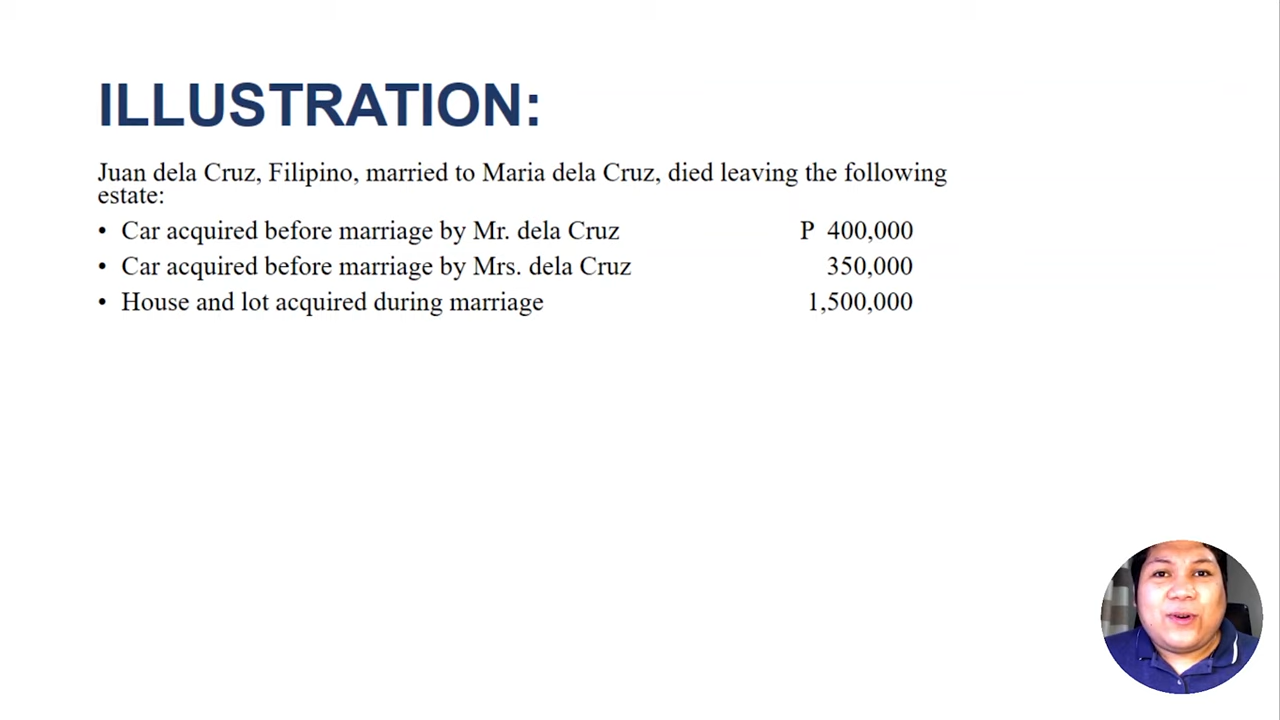 ILLUSTRATION:
Juan dela Cruz, Filipino, married to Maria dela Cruz, died leaving the following
estate:
• Car acquired before marriage by Mr. dela Cruz P 400,000
• Car acquired before marriage by Mrs. dela Cruz 350,000
• House and lot acquired during marriage 1,500,000